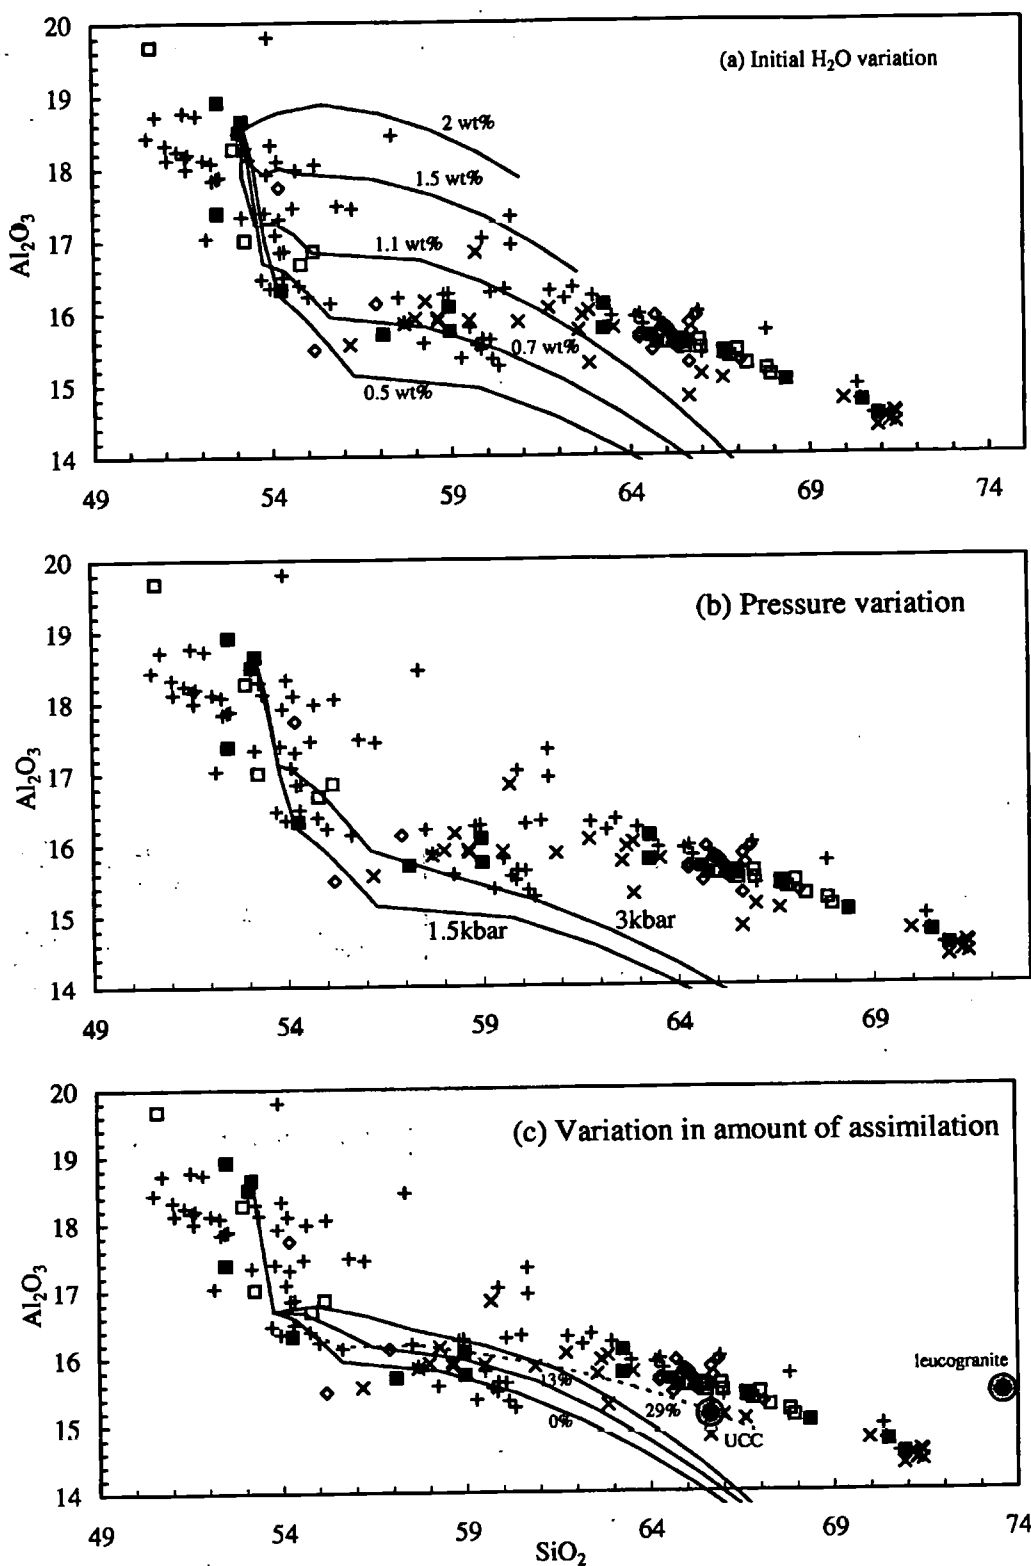 20
(a) Initial H2O variation
19
2 wt%
18
1.5 wt%
Al2O3
17
1.1 wt%
16
0.7 wt%
15
0.5 wt%
14
49 54 59 64 69 74
20
(b) Pressure variation
19
18
Al2O3
17
16
15
1.5kbar 3kbar
14
49 54 59 64 69
20
(c) Variation in amount of assimilation
19
18
Al2O3
17
16
leucogranite
13%
29%
15
0%
UCC
14
49 54 59 64 69 74
SiO2